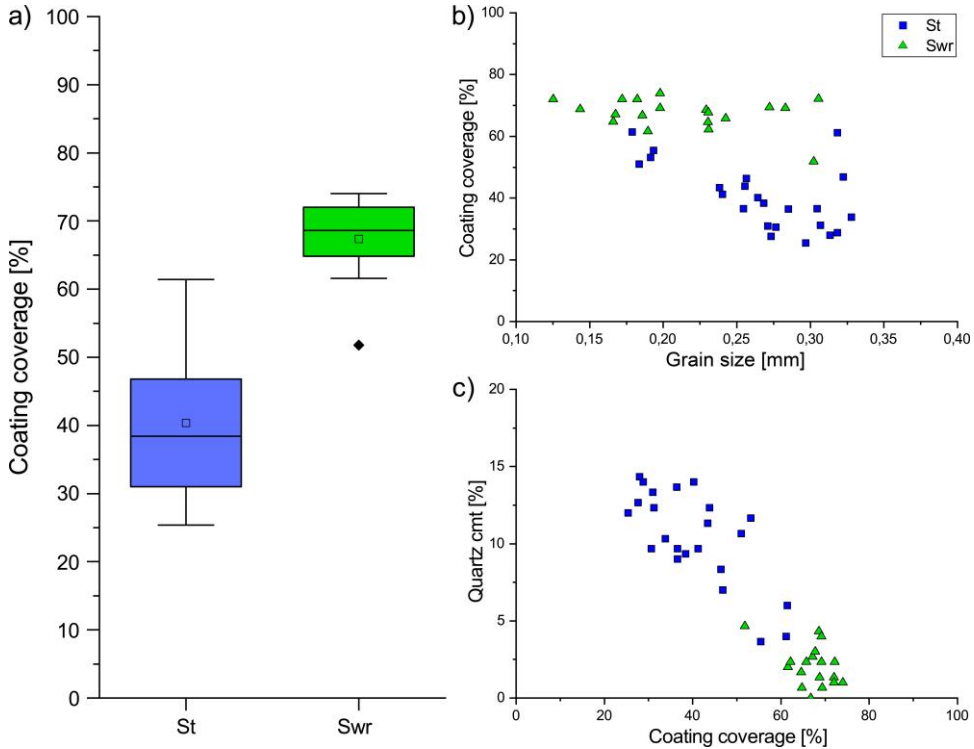 a)
Coating coverage [%]
100
90
80
70
60
50
40
30
20
10
0
St
Swr
b)
Coating coverage [%]
100
80
60
40
20
0
0,10
0,15
0,20
0,25
0,30
0,35
0,40
Grain size [mm]
St
Swr
c)
Quartz cmt [%]
20
15
10
5
0
0
20
40
60
80
100
Coating coverage [%]